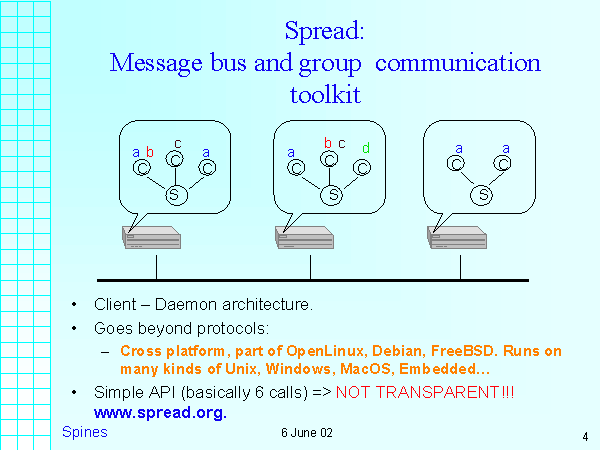 Spread:
Message bus and group communication
toolkit
a b c a
C C C
S
a b c d
C C C
S
a a
C C
S
• Client – Daemon architecture.
• Goes beyond protocols:
– Cross platform, part of OpenLinux, Debian, FreeBSD. Runs on
many kinds of Unix, Windows, MacOS, Embedded…
• Simple API (basically 6 calls) => NOT TRANSPARENT!!!
www.spread.org.
Spines 6 June 02 4